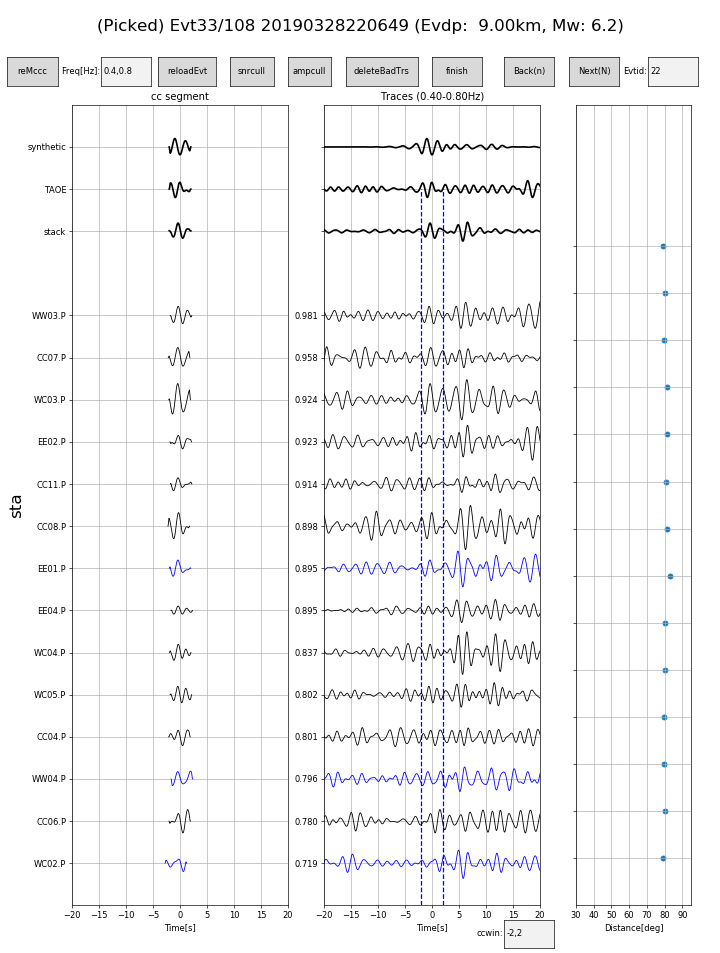 (Picked) Evt33/108 20190328220649 (Evdp:  9.00km, Mw: 6.2)
reMccc Freq[Hz]: 0.4,0.8 reloadEvt snrcull ampcull deleteBadTrs finish Back(n) Next(N) Evtid: 22
cc segment Traces (0.40-0.80Hz)
synthetic
TAOE
stack
WW03.P 0.981
CC07.P 0.958
WC03.P 0.924
EE02.P 0.923
CC11.P 0.914
CC08.P 0.898
EE01.P 0.895
EE04.P 0.895
WC04.P 0.837
WC05.P 0.802
CC04.P 0.801
WW04.P 0.796
CC06.P 0.780
WC02.P 0.719
sta
−20 −15 −10 −5 0 5 10 15 20 −20 −15 −10 −5 0 5 10 15 20 30 40 50 60 70 80 90
Time[s] Time[s] Distance[deg]
ccwin: -2,2